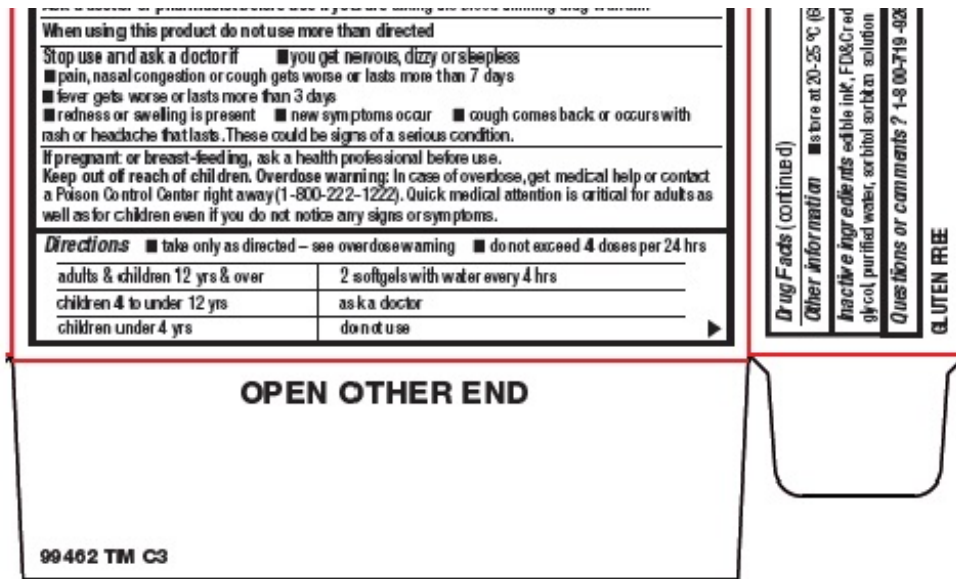 When using this product do not use more than directed
Stop use and ask a doctor if ■ you get nervous, dizzy or sleepless
■ pain, nasal congestion or cough gets worse or lasts more than 7 days
■ fever gets worse or lasts more than 3 days
■ redness or swelling is present ■ new symptoms occur ■ cough comes back or occurs with
rash or headache that lasts. These could be signs of a serious condition.
If pregnant or breast-feeding, ask a health professional before use.
Keep out of reach of children. Overdose warning: In case of overdose, get medical help or contact
a Poison Control Center right away (1-800-222-1222). Quick medical attention is critical for adults as
well as for children even if you do not notice any signs or symptoms.
Directions ■ take only as directed – see overdose warning ■ do not exceed 4 doses per 24 hrs
adults & children 12 yrs & over 2 softgels with water every 4 hrs
children 4 to under 12 yrs ask a doctor
children under 4 yrs do not use
OPEN OTHER END
99462 TM C3
Drug Facts (continued)
Other information ■ store at 20-25 ºC (6
Inactive ingredients edible ink*, FD&C red
glycol, purified water, sorbitol sorbitan solution
Questions or comments? 1-800-719-926
GLUTEN FREE